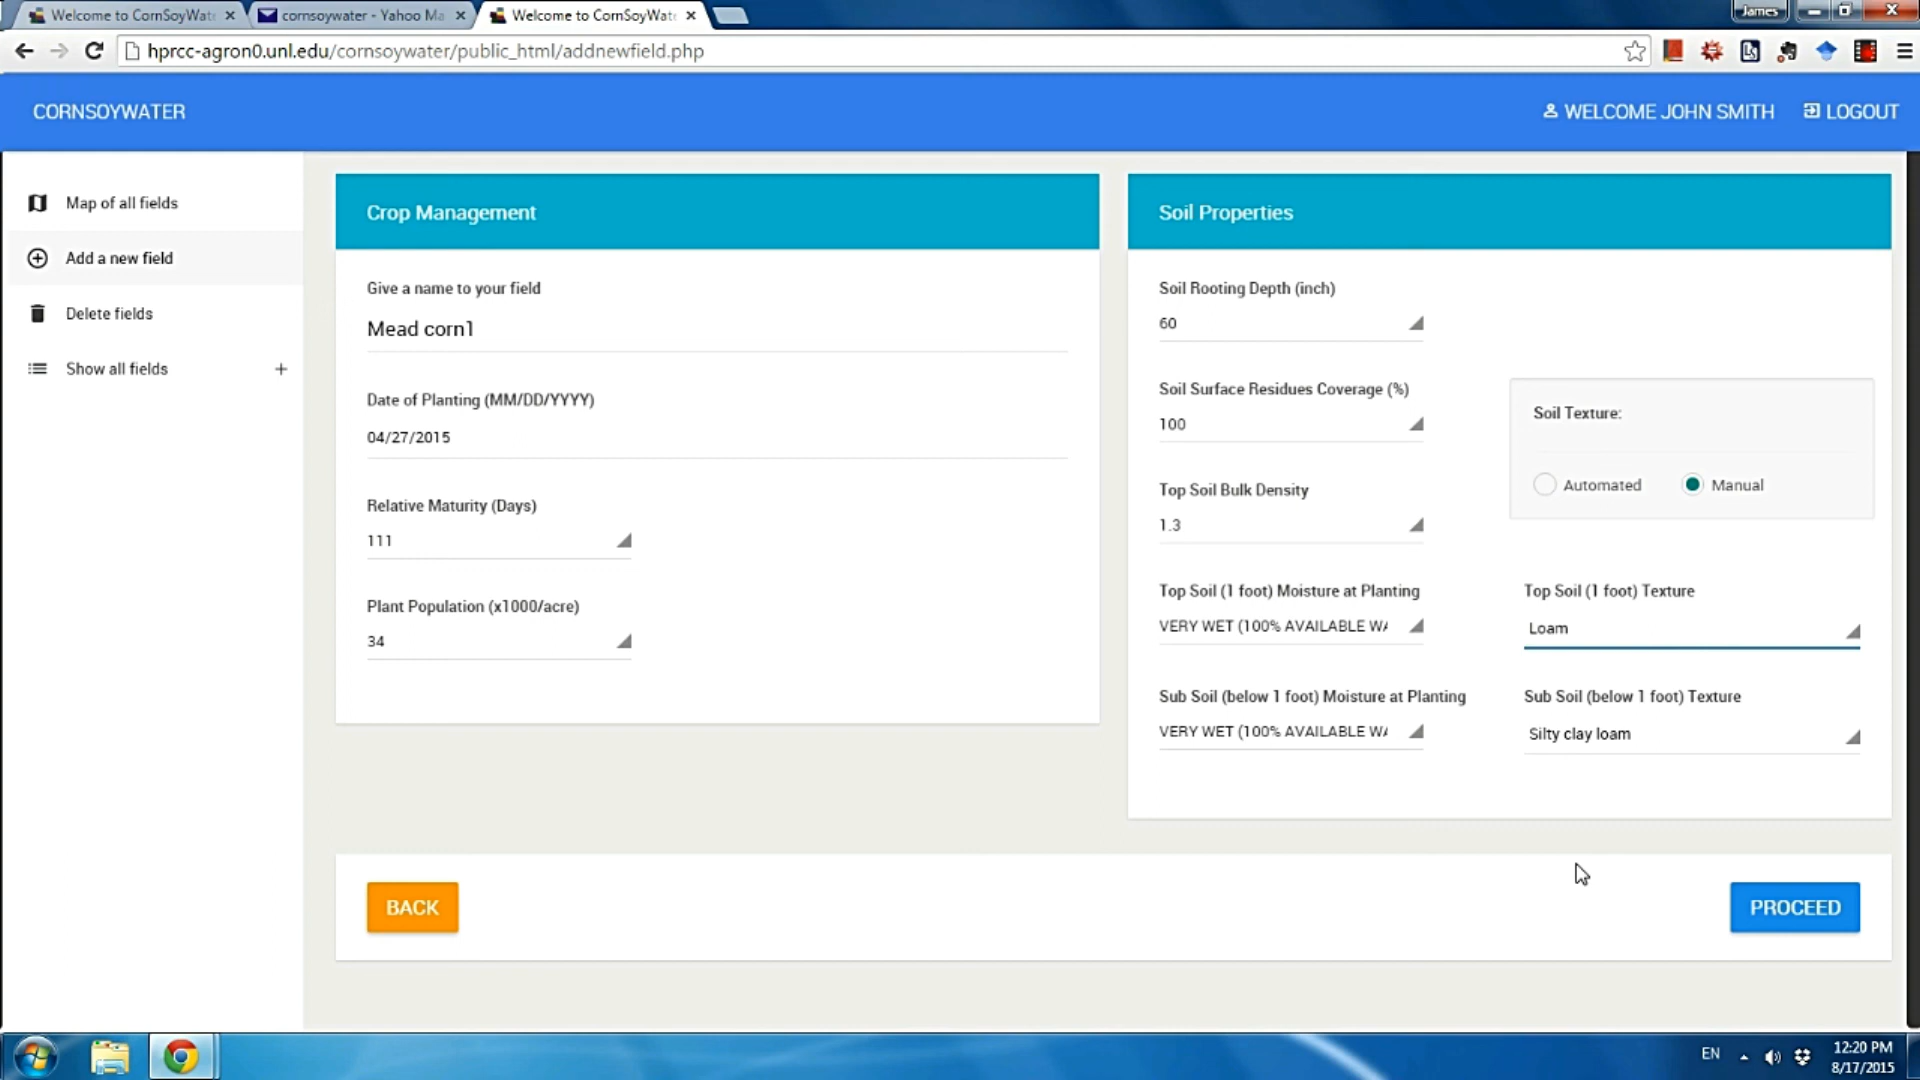 Welcome to CornSoyWate
cornsoywater - Yahoo Ma
Welcome to CornSoyWate
James
hprcc-agron0.unl.edu/cornsoywater/public_html/addnewfield.php
CORNSOYWATER
WELCOME JOHN SMITH
LOGOUT
Map of all fields
Add a new field
Delete fields
Show all fields +
Crop Management
Give a name to your field
Mead corn1
Date of Planting (MM/DD/YYYY)
04/27/2015
Relative Maturity (Days)
111
Plant Population (x1000/acre)
34
Soil Properties
Soil Rooting Depth (inch)
60
Soil Surface Residues Coverage (%)
100
Soil Texture:
Automated
Manual
Top Soil Bulk Density
1.3
Top Soil (1 foot) Moisture at Planting
VERY WET (100% AVAILABLE WA
Top Soil (1 foot) Texture
Loam
Sub Soil (below 1 foot) Moisture at Planting
VERY WET (100% AVAILABLE WA
Sub Soil (below 1 foot) Texture
Silty clay loam
BACK
PROCEED
EN
12:20 PM
8/17/2015